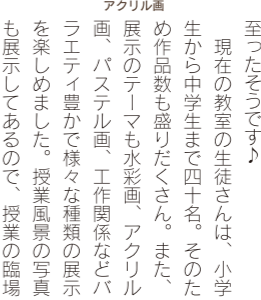 アクリル画
至ったそうです♪
　現在の教室の生徒さんは、小学
生から中学生まで四十名。そのた
め作品数も盛りだくさん。また、
展示のテーマも水彩画、アクリル
画、パステル画、工作関係などバ
ラエティ豊かで様々な種類の展示
を楽しめました。授業風景の写真
も展示してあるので、授業の臨場